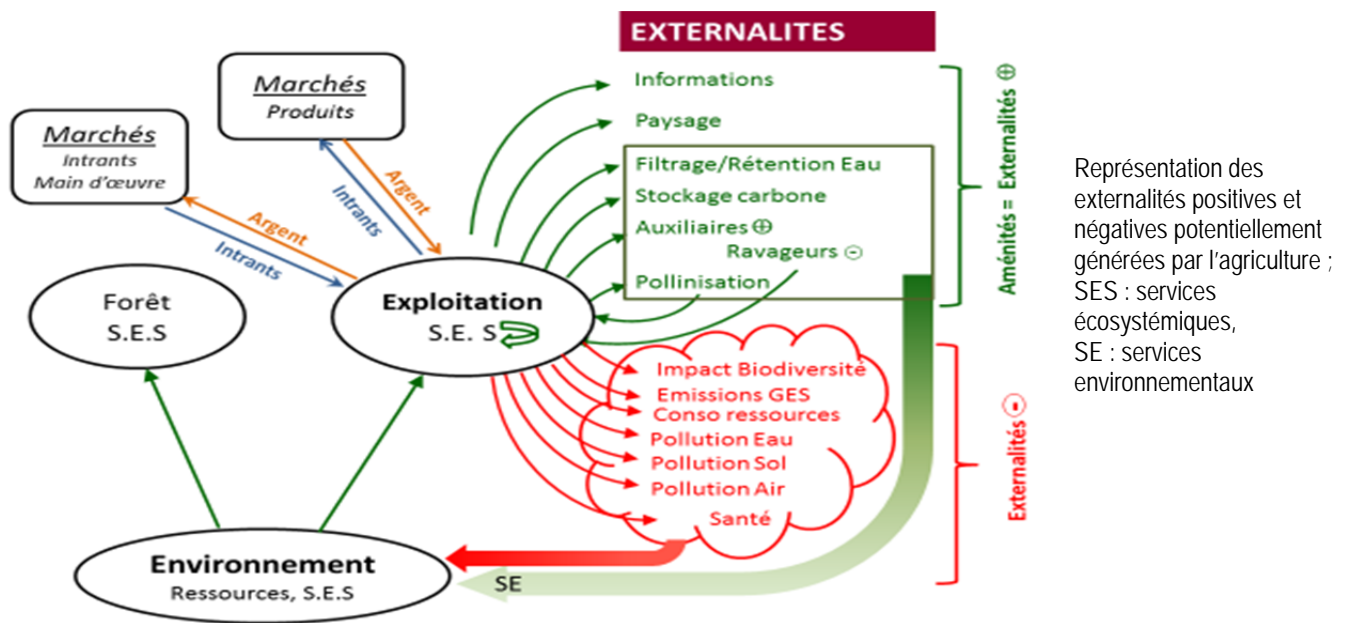 EXTERNALITES
Marchés
Produits
Marchés
Intrants
Main d'œuvre
Argent
Intrants
Argent
Intrants
Informations
Paysage
Filtrage/Rétention Eau
Stockage carbone
Auxiliaires ⊕
Ravageurs ⊖
Pollinisation
Aménités = Externalités ⊕
Forêt
S.E.S
Exploitation
S.E. S
Impact Biodiversité
Emissions GES
Conso ressources
Pollution Eau
Pollution Sol
Pollution Air
Santé
Externalités ⊖
Environnement
Ressources, S.E.S
SE
Représentation des
externalités positives et
négatives potentiellement
générées par l'agriculture ;
SES : services
écosystémiques,
SE : services
environnementaux